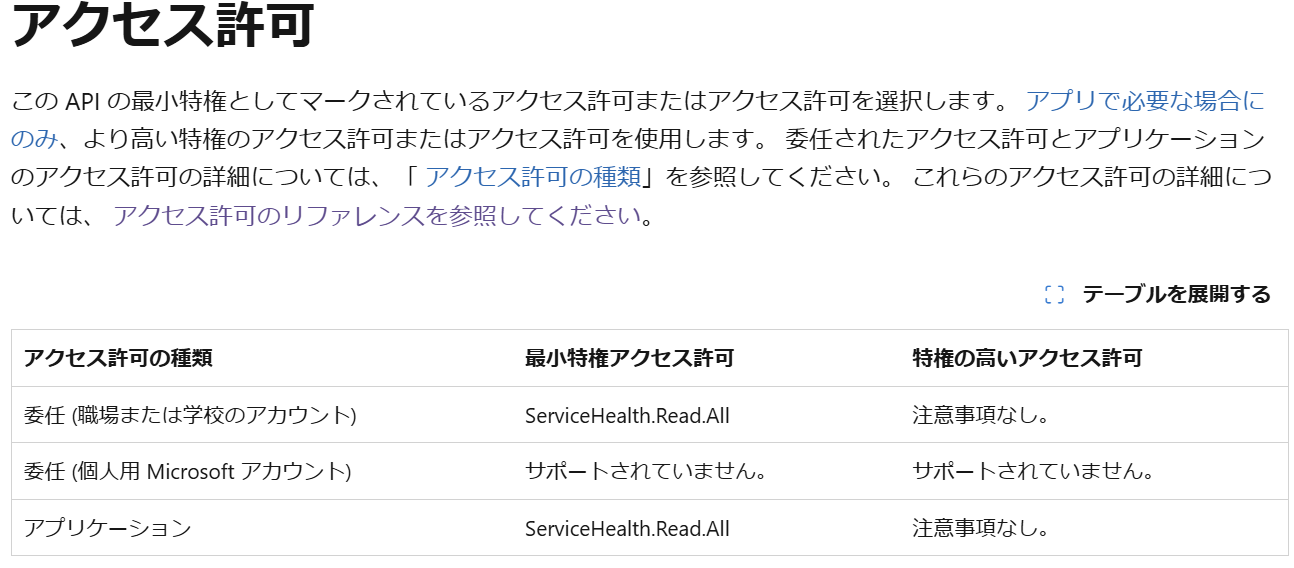 アクセス許可
この API の最小特権としてマークされているアクセス許可またはアクセス許可を選択します。 アプリで必要な場合に
のみ、より高い特権のアクセス許可またはアクセス許可を使用します。 委任されたアクセス許可とアプリケーション
のアクセス許可の詳細については、「 アクセス許可の種類」を参照してください。 これらのアクセス許可の詳細につ
いては、 アクセス許可のリファレンスを参照してください。
テーブルを展開する
アクセス許可の種類 最小特権アクセス許可 特権の高いアクセス許可
委任 (職場または学校のアカウント) ServiceHealth.Read.All 注意事項なし。
委任 (個人用 Microsoft アカウント) サポートされていません。 サポートされていません。
アプリケーション ServiceHealth.Read.All 注意事項なし。